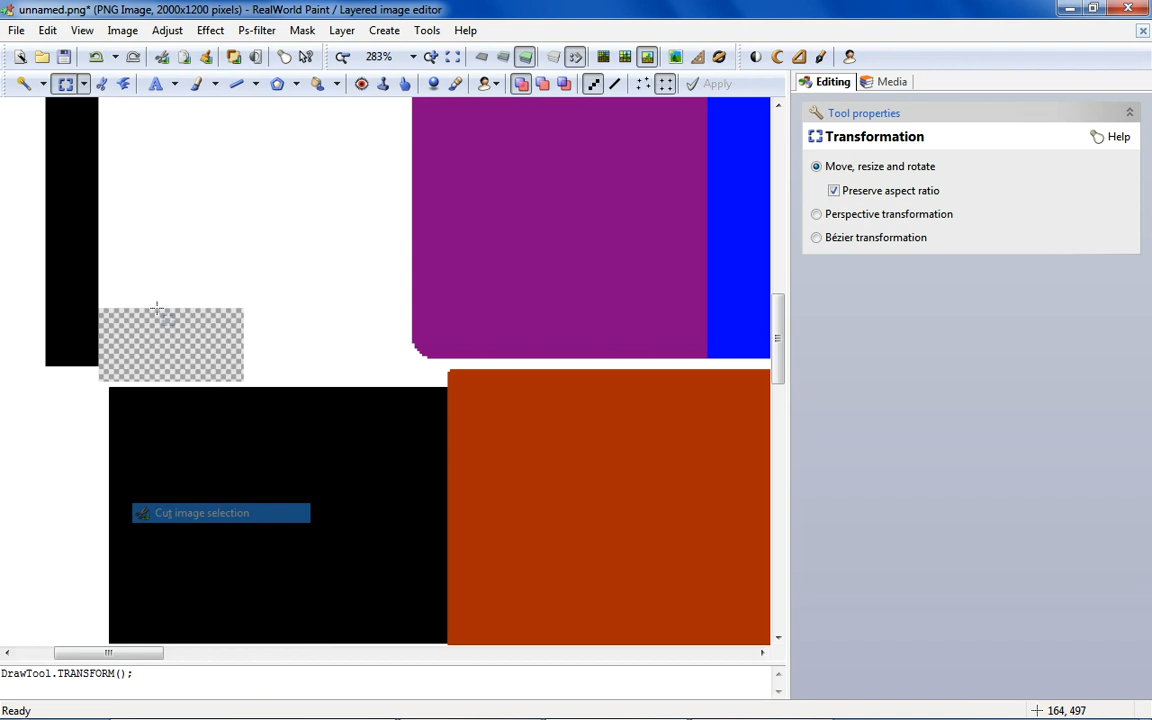 unnamed.png* (PNG Image, 2000x1200 pixels) - RealWorld Paint / Layered image editor
File Edit View Image Adjust Effect Ps-filter Mask Layer Create Tools Help
283%
Apply
Editing Media
Tool properties
Transformation Help
Move, resize and rotate
Preserve aspect ratio
Perspective transformation
Bézier transformation
Cut image selection
DrawTool.TRANSFORM();
Ready 164, 497